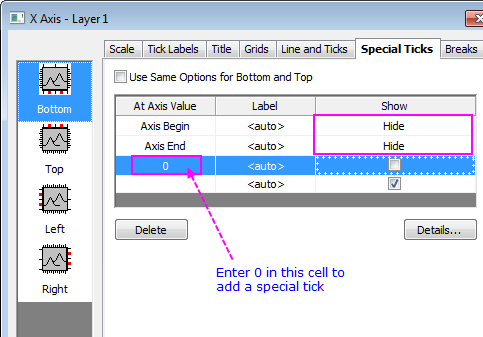 X Axis - Layer1
Scale Tick Labels Title Grids Line and Ticks Special Ticks Breaks
Use Same Options for Bottom and Top
At Axis Value Label Show
Axis Begin <auto> Hide
Axis End <auto> Hide
0 <auto>
<auto>
Delete Details...
Enter 0 in this cell to
add a special tick
Bottom
Top
Left
Right